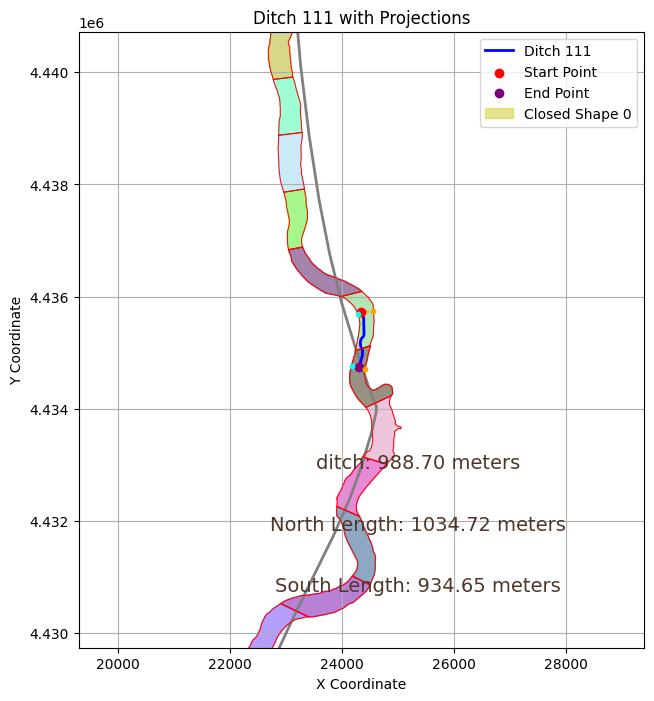 Ditch 111 with Projections
1e6
Ditch 111
Start Point
End Point
Closed Shape 0
4.440
4.438
4.436
4.434
4.432
4.430
Y Coordinate
ditch: 988.70 meters
North Length: 1034.72 meters
South Length: 934.65 meters
20000 22000 24000 26000 28000
X Coordinate